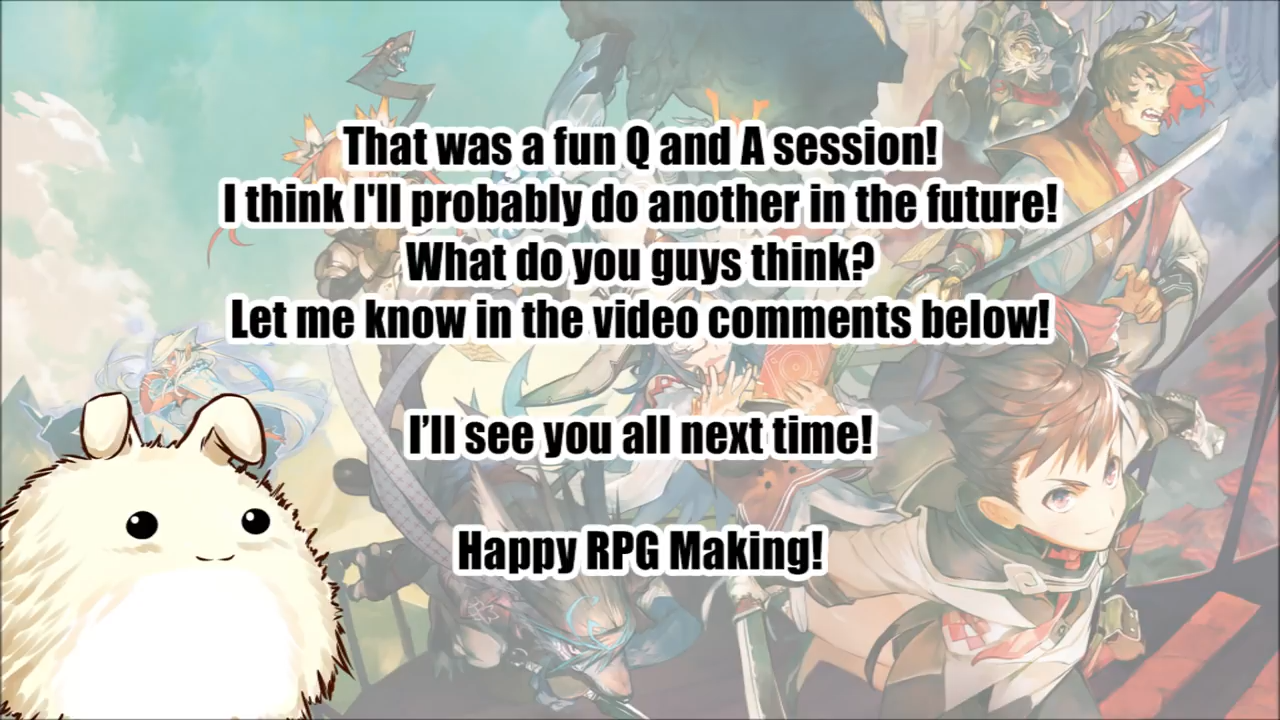 That was a fun Q and A session!
I think I'll probably do another in the future!
What do you guys think?
Let me know in the video comments below!
I’ll see you all next time!
Happy RPG Making!